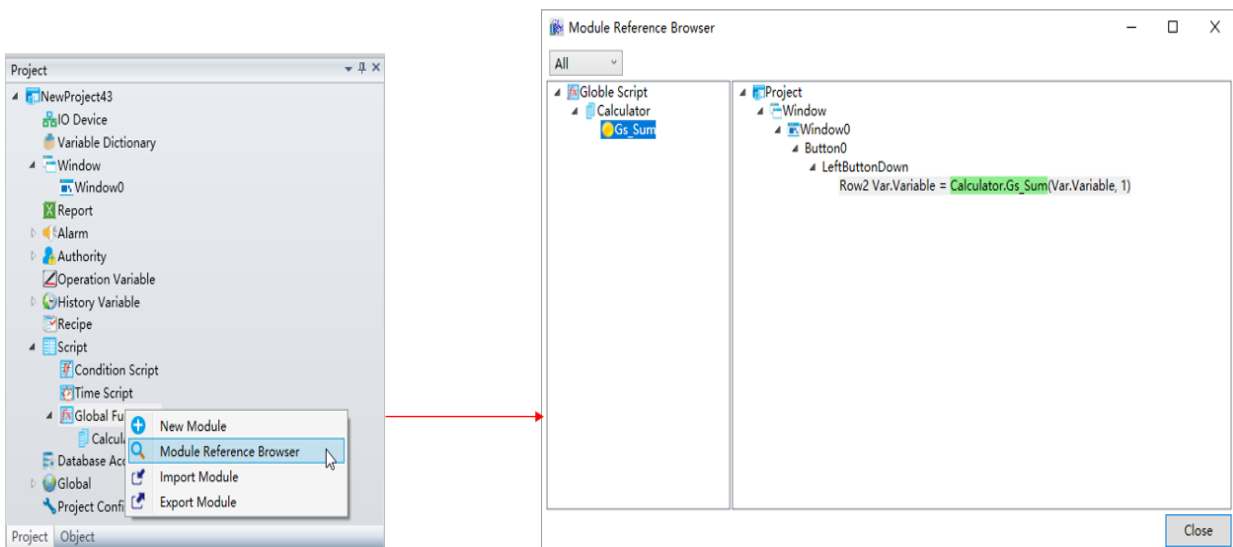 Project
NewProject43
IO Device
Variable Dictionary
Window
Window0
Report
Alarm
Authority
Operation Variable
History Variable
Recipe
Script
Condition Script
Time Script
Global Fu
Calcul
Database Acc
Global
Project Confi
New Module
Module Reference Browser
Import Module
Export Module
Project Object
Module Reference Browser
All
Globle Script
Calculator
Gs_Sum
Project
Window
Window0
Button0
LeftButtonDown
Row2 Var.Variable = Calculator.Gs_Sum(Var.Variable, 1)
Close